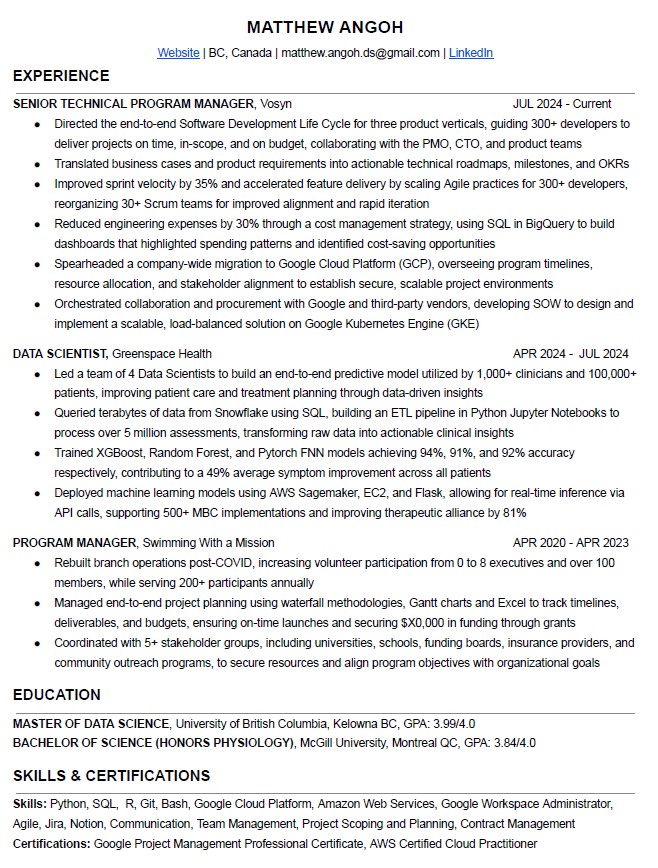 MATTHEW ANGOH
Website | BC, Canada | matthew.angoh.ds@gmail.com | LinkedIn
EXPERIENCE
SENIOR TECHNICAL PROGRAM MANAGER, Vosyn JUL 2024 - Current
● Directed the end-to-end Software Development Life Cycle for three product verticals, guiding 300+ developers to
deliver projects on time, in-scope, and on budget, collaborating with the PMO, CTO, and product teams
● Translated business cases and product requirements into actionable technical roadmaps, milestones, and OKRs
● Improved sprint velocity by 35% and accelerated feature delivery by scaling Agile practices for 300+ developers,
reorganizing 30+ Scrum teams for improved alignment and rapid iteration
● Reduced engineering expenses by 30% through a cost management strategy, using SQL in BigQuery to build
dashboards that highlighted spending patterns and identified cost-saving opportunities
● Spearheaded a company-wide migration to Google Cloud Platform (GCP), overseeing program timelines,
resource allocation, and stakeholder alignment to establish secure, scalable project environments
● Orchestrated collaboration and procurement with Google and third-party vendors, developing SOW to design and
implement a scalable, load-balanced solution on Google Kubernetes Engine (GKE)
DATA SCIENTIST, Greenspace Health APR 2024 - JUL 2024
● Led a team of 4 Data Scientists to build an end-to-end predictive model utilized by 1,000+ clinicians and 100,000+
patients, improving patient care and treatment planning through data-driven insights
● Queried terabytes of data from Snowflake using SQL, building an ETL pipeline in Python Jupyter Notebooks to
process over 5 million assessments, transforming raw data into actionable clinical insights
● Trained XGBoost, Random Forest, and Pytorch FNN models achieving 94%, 91%, and 92% accuracy
respectively, contributing to a 49% average symptom improvement across all patients
● Deployed machine learning models using AWS Sagemaker, EC2, and Flask, allowing for real-time inference via
API calls, supporting 500+ MBC implementations and improving therapeutic alliance by 81%
PROGRAM MANAGER, Swimming With a Mission APR 2020 - APR 2023
● Rebuilt branch operations post-COVID, increasing volunteer participation from 0 to 8 executives and over 100
members, while serving 200+ participants annually
● Managed end-to-end project planning using waterfall methodologies, Gantt charts and Excel to track timelines,
deliverables, and budgets, ensuring on-time launches and securing $X0,000 in funding through grants
● Coordinated with 5+ stakeholder groups, including universities, schools, funding boards, insurance providers, and
community outreach programs, to secure resources and align program objectives with organizational goals
EDUCATION
MASTER OF DATA SCIENCE, University of British Columbia, Kelowna BC, GPA: 3.99/4.0
BACHELOR OF SCIENCE (HONORS PHYSIOLOGY), McGill University, Montreal QC, GPA: 3.84/4.0
SKILLS & CERTIFICATIONS
Skills: Python, SQL, R, Git, Bash, Google Cloud Platform, Amazon Web Services, Google Workspace Administrator,
Agile, Jira, Notion, Communication, Team Management, Project Scoping and Planning, Contract Management
Certifications: Google Project Management Professional Certificate, AWS Certified Cloud Practitioner